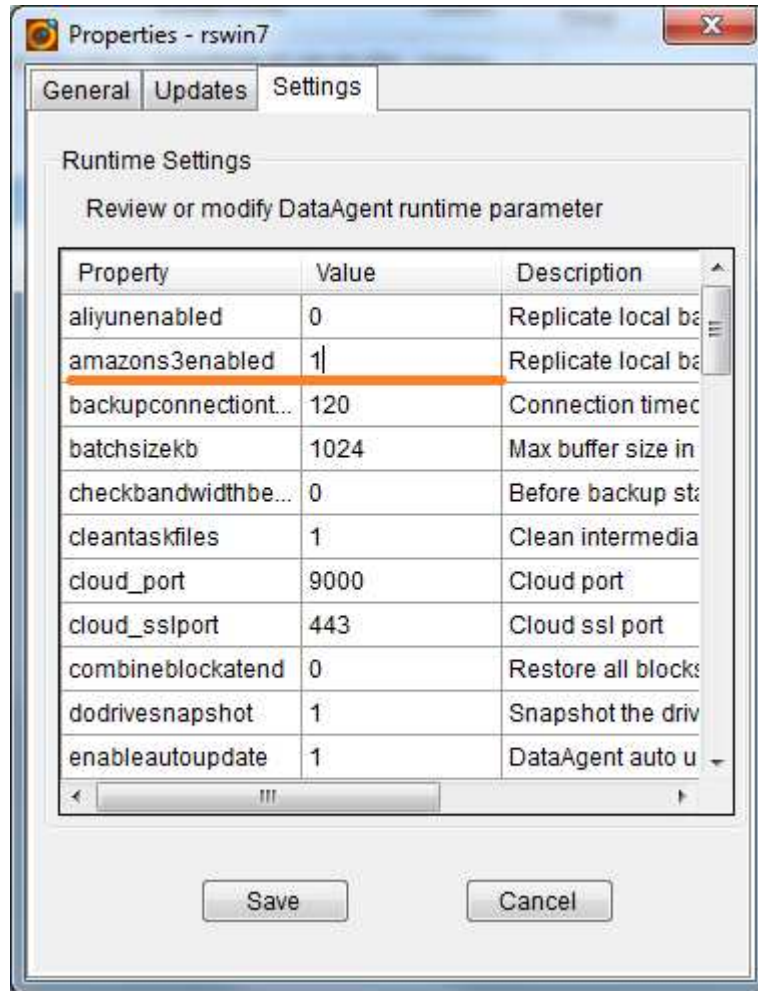 Properties - rswin7
General Updates Settings
Runtime Settings
Review or modify DataAgent runtime parameter
Property Value Description
aliyunenabled 0 Replicate local ba
amazons3enabled 1 Replicate local ba
backupconnectiont... 120 Connection timec
batchsizekb 1024 Max buffer size in
checkbandwidthbe... 0 Before backup sta
cleantaskfiles 1 Clean intermedia
cloud_port 9000 Cloud port
cloud_sslport 443 Cloud ssl port
combineblockatend 0 Restore all blocks
dodrivesnapshot 1 Snapshot the driv
enableautoupdate 1 DataAgent auto u
Save Cancel